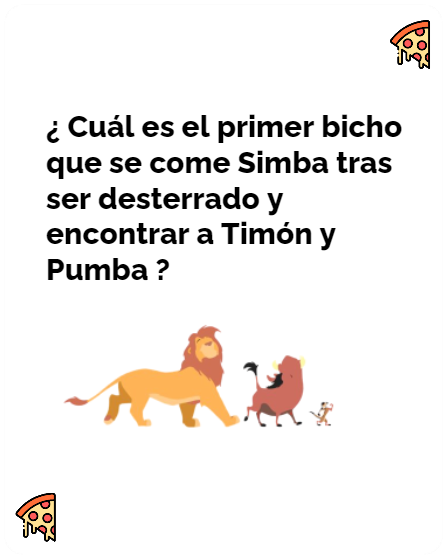 ¿ Cuál es el primer bicho
que se come Simba tras
ser desterrado y
encontrar a Timón y
Pumba ?